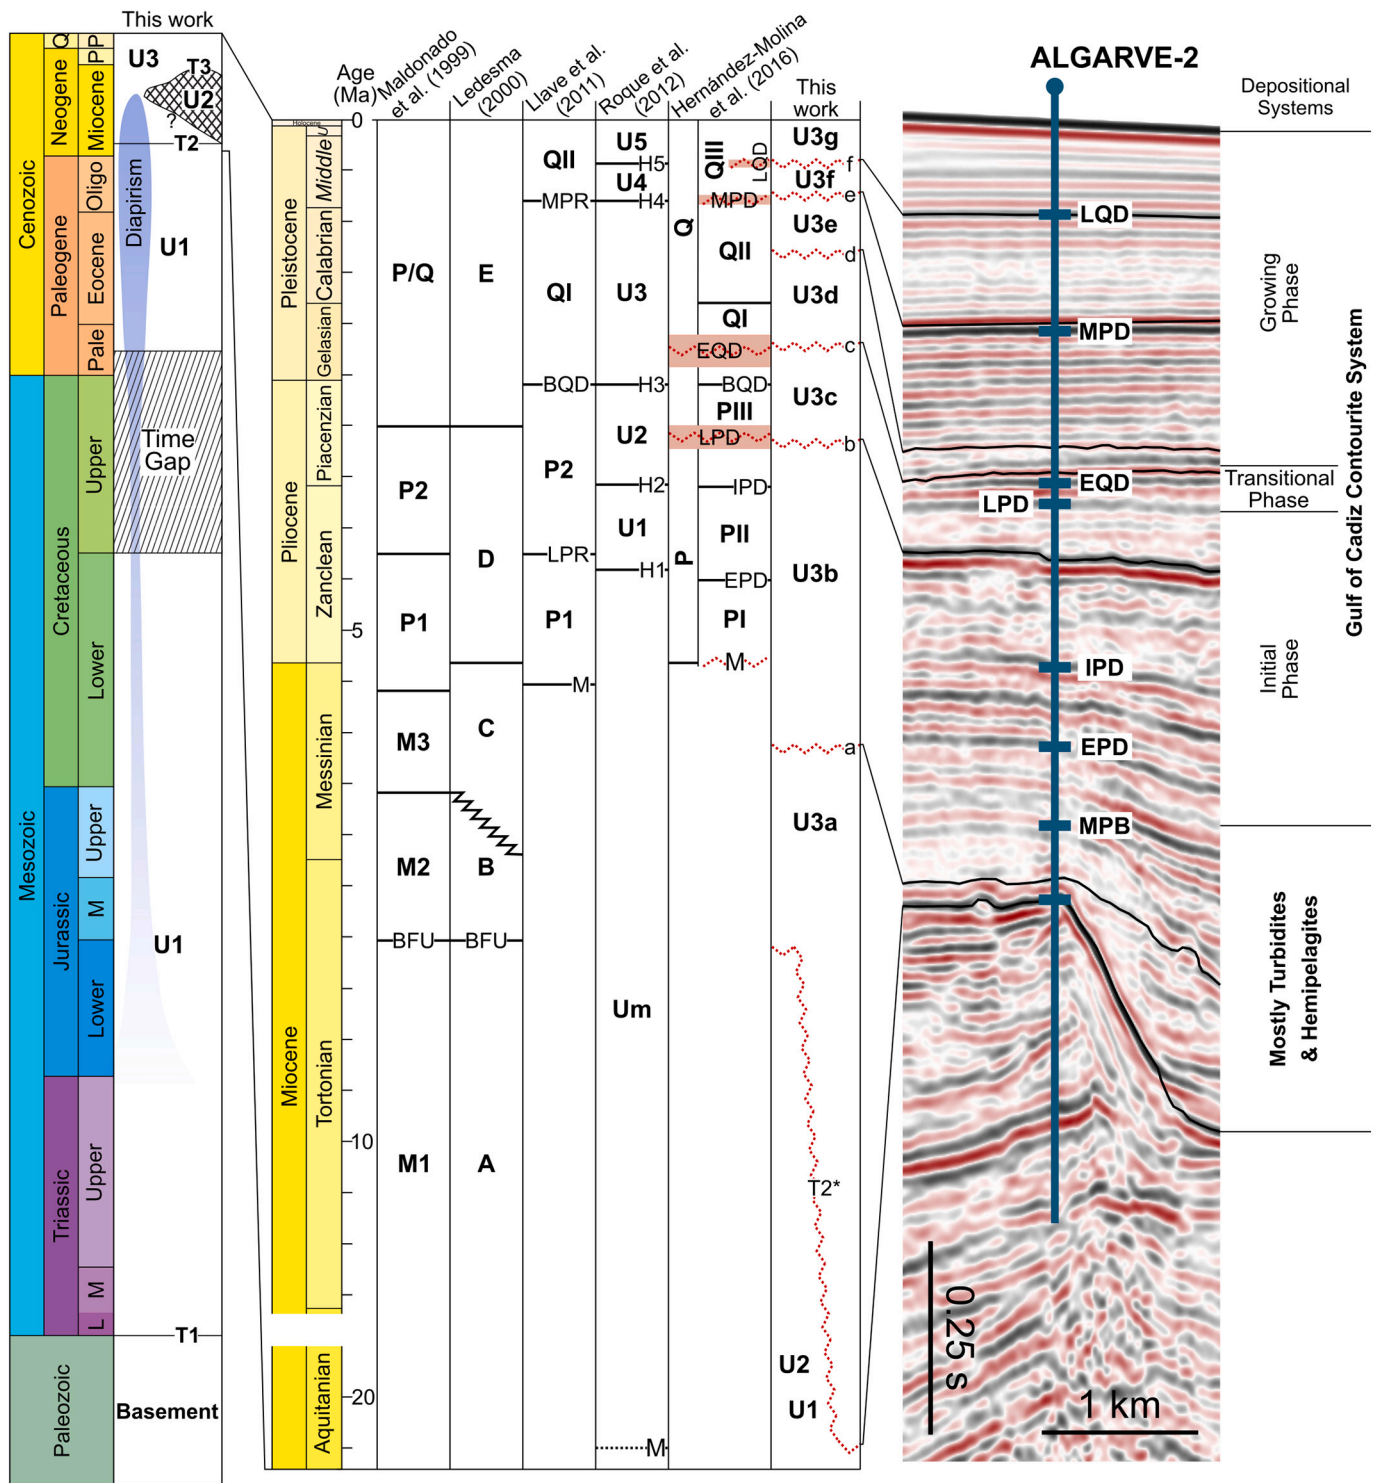 This work
Cenozoic
Mesozoic
Paleozoic
Q
Neogene
Paleogene
Cretaceous
Jurassic
Triassic
PP
Miocene
Oligo
Eocene
Pale
Upper
Lower
Upper
M
Lower
Upper
M
L
U3
T3
U2
?
T2
Diapirism
U1
Time
Gap
U1
T1
Basement
Age
(Ma)
0
5
10
20
Holocene
Pleistocene
Pliocene
Miocene
U
Middle
Calabrian
Gelasian
Piacenzian
Zanclean
Messinian
Tortonian
Aquitanian
Maldonado
et al. (1999)
P/Q
P2
P1
M3
M2
BFU
M1
Ledesma
(2000)
E
D
C
B
BFU
A
Llave et al.
(2011)
QII
MPR
QI
BQD
P2
LPR
P1
M
Roque et al.
(2012)
U5
H5
U4
H4
U3
H3
U2
H2
U1
H1
Um
M
Hernández-Molina
et al. (2016)
Q
P
QIII
LQD
MPD
QII
QI
EQD
BQD
PIII
LPD
IPD
PII
EPD
PI
M
This
work
U3g
f
U3f
e
U3e
d
U3d
c
U3c
b
U3b
a
U3a
T2*
U2
U1
ALGARVE-2
LQD
MPD
EQD
LPD
IPD
EPD
MPB
0.25 s
1 km
Depositional
Systems
Growing
Phase
Transitional
Phase
Initial
Phase
Gulf of Cadiz Contourite System
Mostly Turbidites
& Hemipelagites